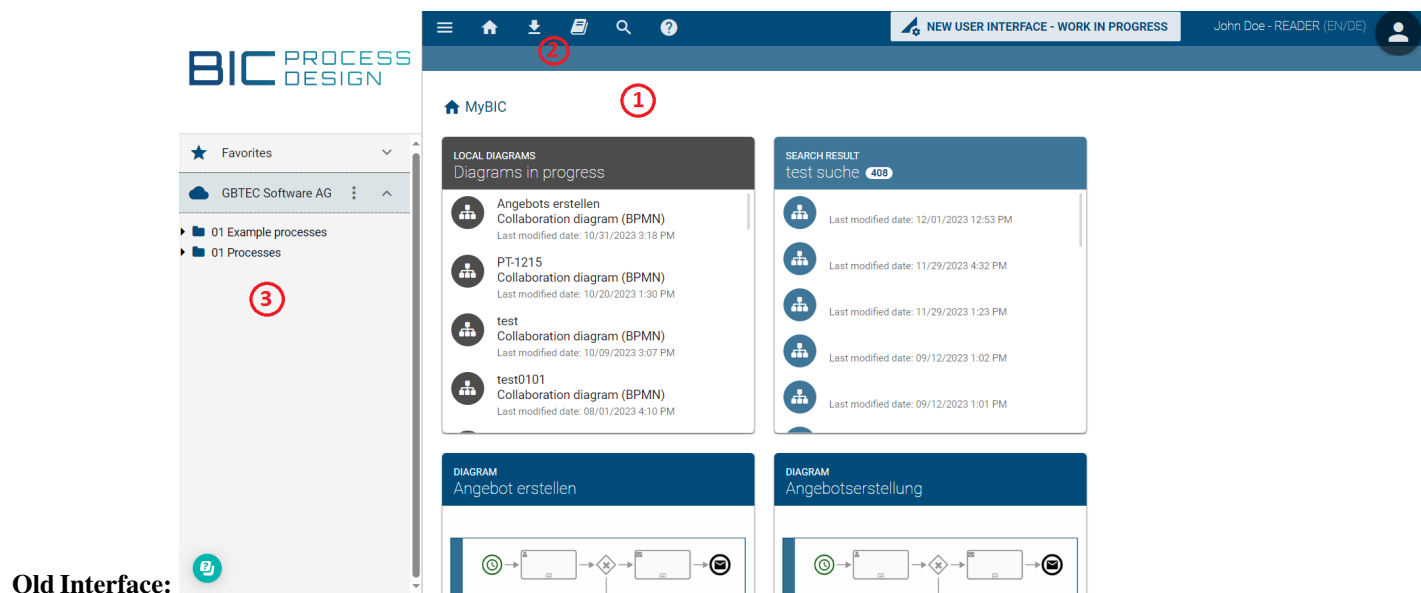 BIC PROCESS DESIGN
NEW USER INTERFACE - WORK IN PROGRESS
John Doe - READER (EN/DE)
2
MyBIC
1
Favorites
GBTEC Software AG
01 Example processes
01 Processes
3
LOCAL DIAGRAMS
Diagrams in progress
Angebots erstellen
Collaboration diagram (BPMN)
Last modified date: 10/31/2023 3:18 PM
PT-1215
Collaboration diagram (BPMN)
Last modified date: 10/20/2023 1:30 PM
test
Collaboration diagram (BPMN)
Last modified date: 10/09/2023 3:07 PM
test0101
Collaboration diagram (BPMN)
Last modified date: 08/01/2023 4:10 PM
SEARCH RESULT
test suche 408
Last modified date: 12/01/2023 12:53 PM
Last modified date: 11/29/2023 4:32 PM
Last modified date: 11/29/2023 1:23 PM
Last modified date: 09/12/2023 1:02 PM
Last modified date: 09/12/2023 1:01 PM
DIAGRAM
Angebot erstellen
DIAGRAM
Angebotserstellung
Old Interface: